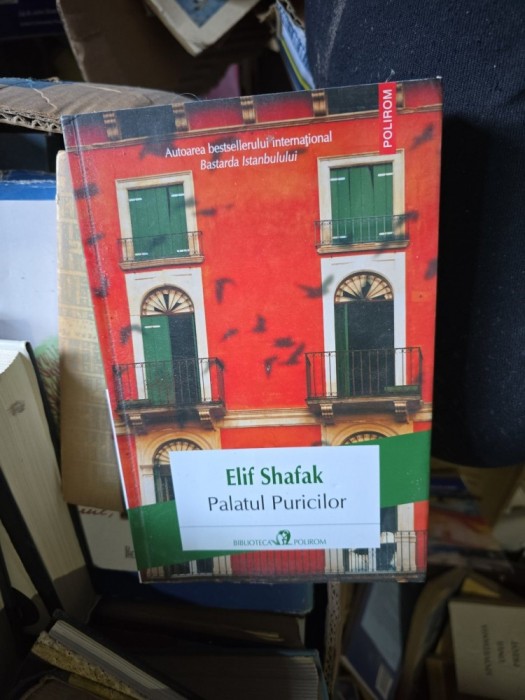 POLIROM
Autoarea bestsellerului internațional
Bastarda Istanbulului
Elif Shafak
Palatul Puricilor
BIBLIOTECA POLIROM